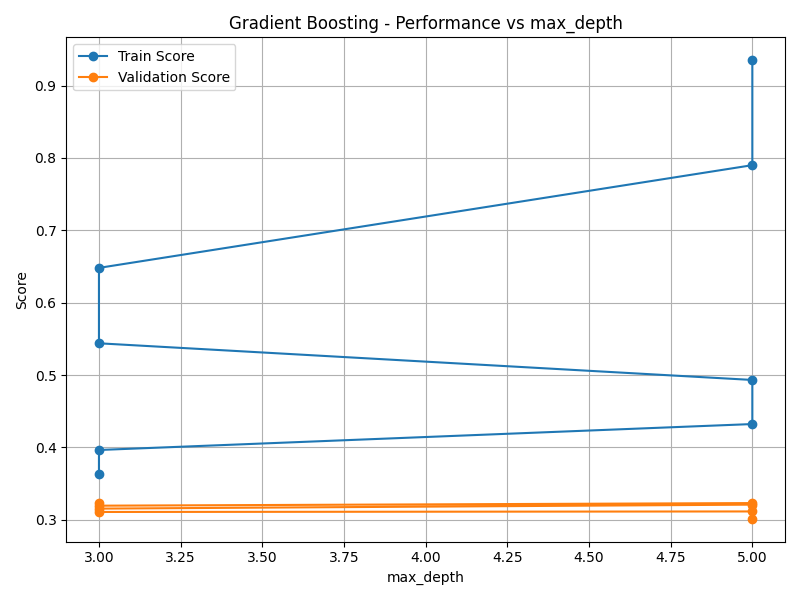 Gradient Boosting - Performance vs max_depth
Train Score
Validation Score
Score
0.9
0.8
0.7
0.6
0.5
0.4
0.3
3.00 3.25 3.50 3.75 4.00 4.25 4.50 4.75 5.00
max_depth